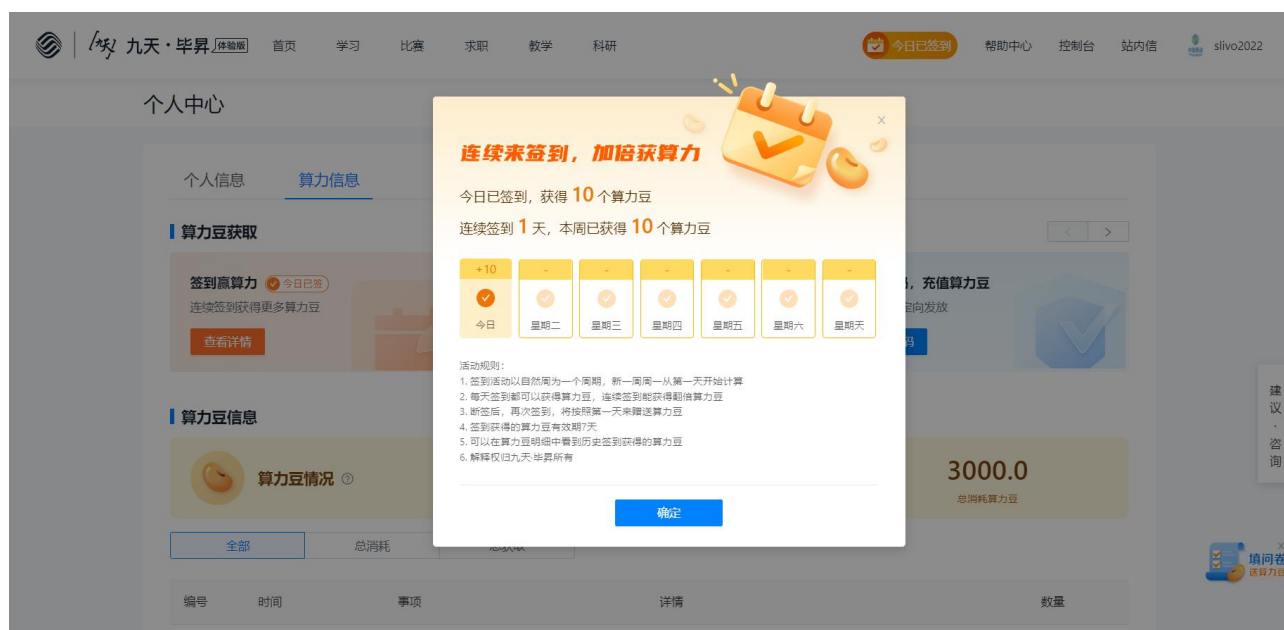 九天·毕昇 体验版 首页 学习 比赛 求职 教学 科研 今日已签到 帮助中心 控制台 站内信 slivo2022
个人中心
个人信息 算力信息
算力豆获取
签到赢算力 今日已签
连续签到获得更多算力豆
查看详情
连续来签到，加倍获算力
今日已签到，获得 10 个算力豆
连续签到 1 天，本周已获得 10 个算力豆
+10 - - - - - -
今日 星期二 星期三 星期四 星期五 星期六 星期天
活动规则：
1. 签到活动以自然周为一个周期，新一周周一从第一天开始计算
2. 每天签到都可以获得算力豆，连续签到能获得翻倍算力豆
3. 断签后，再次签到，将按照第一天来赠送算力豆
4. 签到获得的算力豆有效期7天
5. 可以在算力豆明细中看到历史签到获得的算力豆
6. 解释权归九天·毕昇所有
确定
，充值算力豆
定向发放
码
算力豆信息
算力豆情况
3000.0
总消耗算力豆
全部 总消耗 总获取
编号 时间 事项 详情 数量
建议·咨询
填问卷
送算力豆